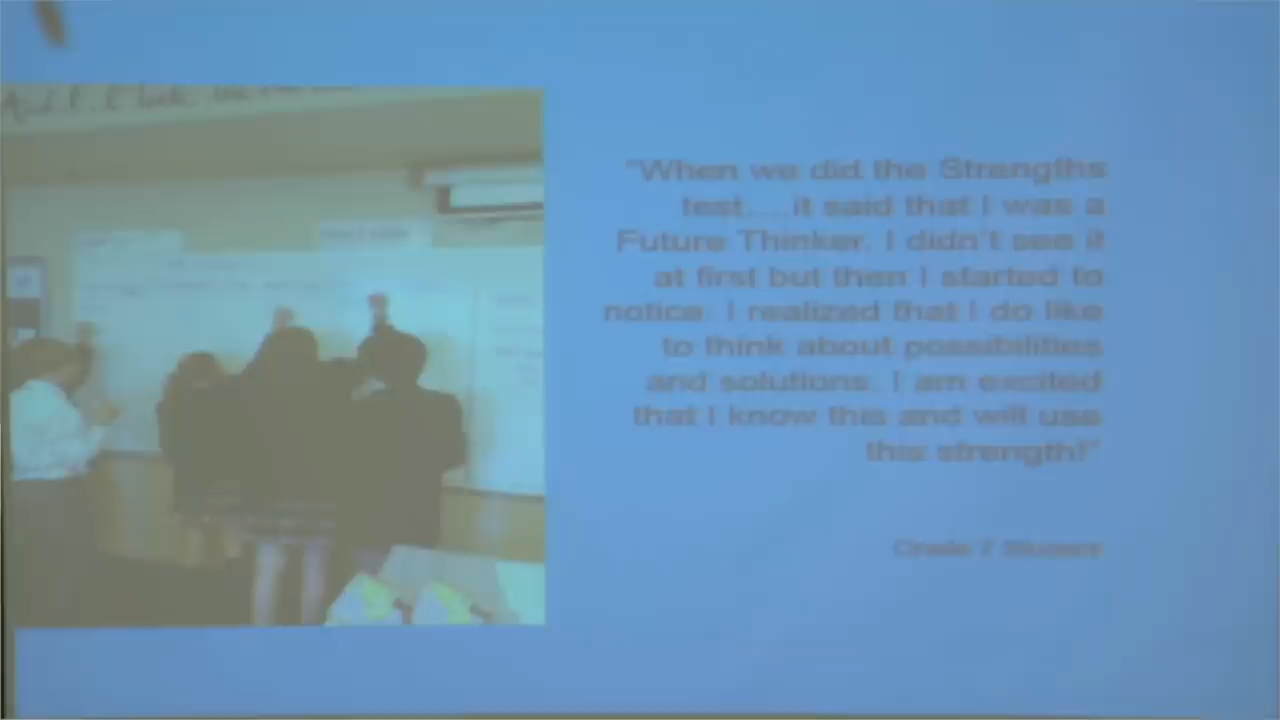 "When we did the Strengths
test....it said that I was a
Future Thinker. I didn't see it
at first but then I started to
notice. I realized that I do like
to think about possibilities
and solutions. I am excited
that I know this and will use
this strength!"
Grade 7 Student